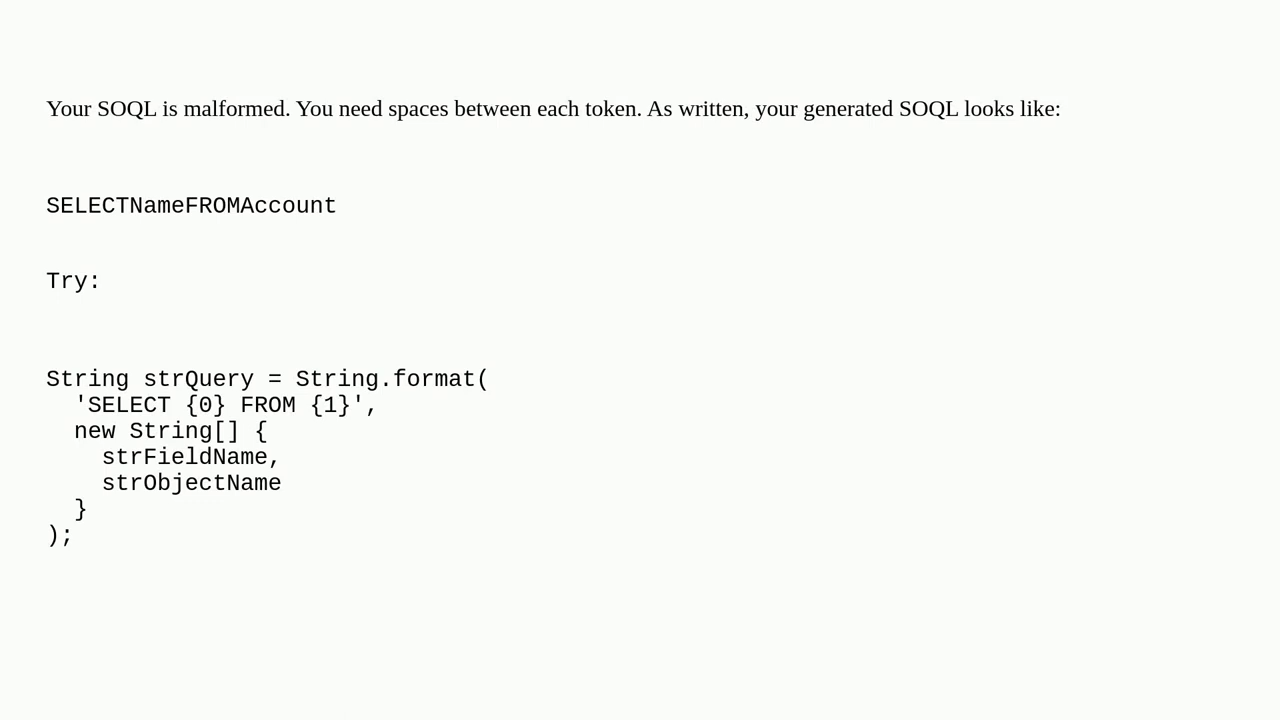 Your SOQL is malformed. You need spaces between each token. As written, your generated SOQL looks like:
SELECTNameFROMAccount
Try:
String strQuery = String.format(
  'SELECT {0} FROM {1}',
  new String[] {
    strFieldName,
    strObjectName
  }
);